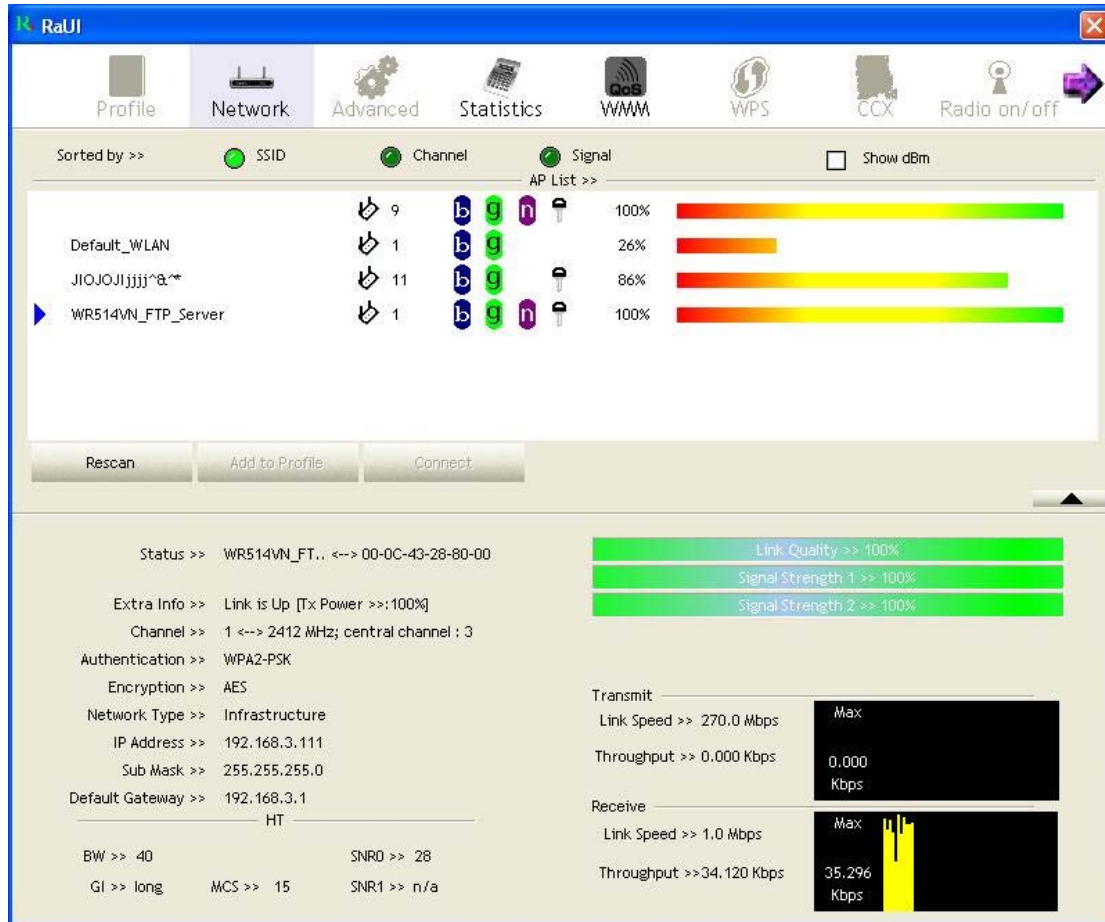 R RaUI
Profile Network Advanced Statistics QoS WMM WPS CCX Radio on/off
Sorted by >> SSID Channel Signal Show dBm
AP List >>
9 b g n 100%
Default_WLAN 1 b g 26%
JIOJOJIjjjj^&^* 11 b g 86%
WR514VN_FTP_Server 1 b g n 100%
Rescan Add to Profile Connect
Status >> WR514VN_FT.. <--> 00-0C-43-28-80-00
Extra Info >> Link is Up [Tx Power >>:100%]
Channel >> 1 <--> 2412 MHz; central channel : 3
Authentication >> WPA2-PSK
Encryption >> AES
Network Type >> Infrastructure
IP Address >> 192.168.3.111
Sub Mask >> 255.255.255.0
Default Gateway >> 192.168.3.1
HT
BW >> 40 SNR0 >> 28
GI >> long MCS >> 15 SNR1 >> n/a
Link Quality >> 100%
Signal Strength 1 >> 100%
Signal Strength 2 >> 100%
Transmit
Link Speed >> 270.0 Mbps
Throughput >> 0.000 Kbps
Max
0.000
Kbps
Receive
Link Speed >> 1.0 Mbps
Throughput >>34.120 Kbps
Max
35.296
Kbps